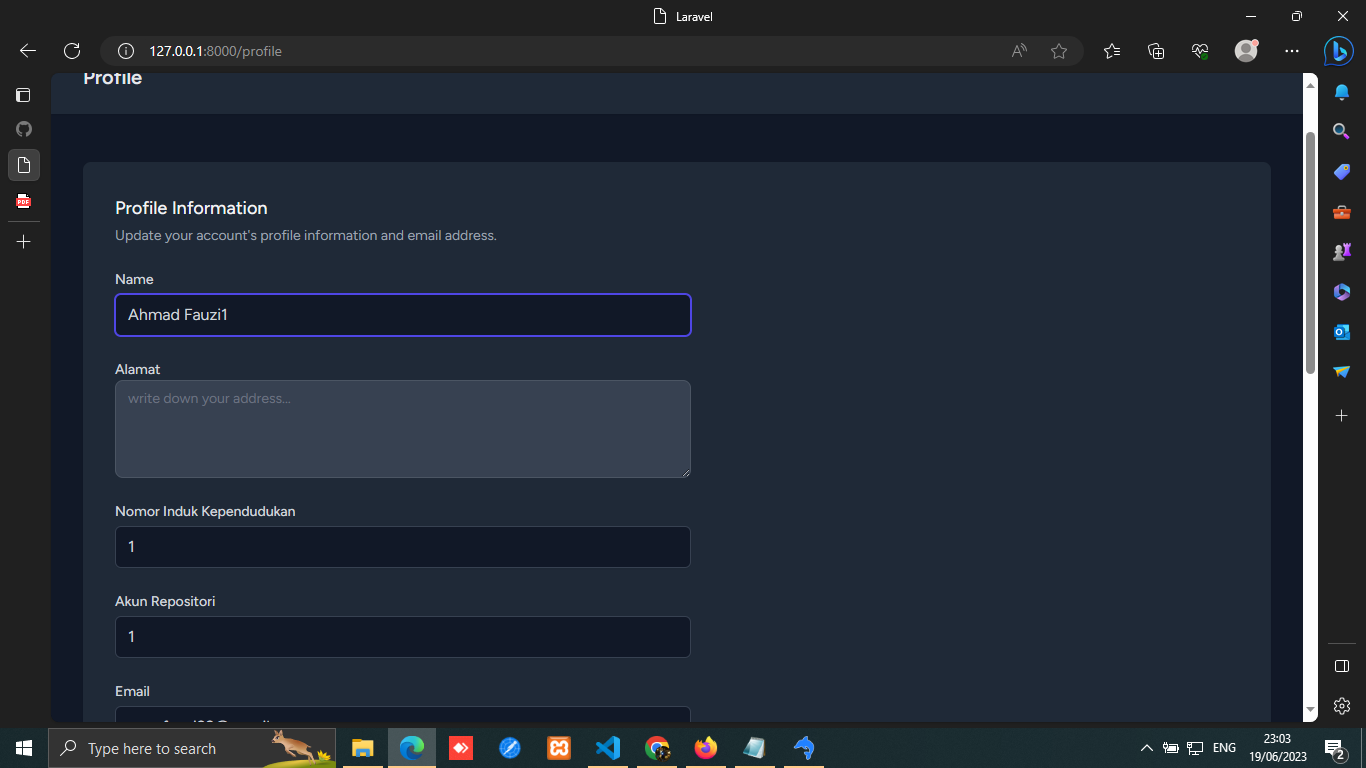 Laravel
127.0.0.1:8000/profile
Profile
Profile Information
Update your account's profile information and email address.
Name
Ahmad Fauzi1
Alamat
write down your address...
Nomor Induk Kependudukan
1
Akun Repositori
1
Email
Type here to search
ENG
23:03
19/06/2023
2
PDF